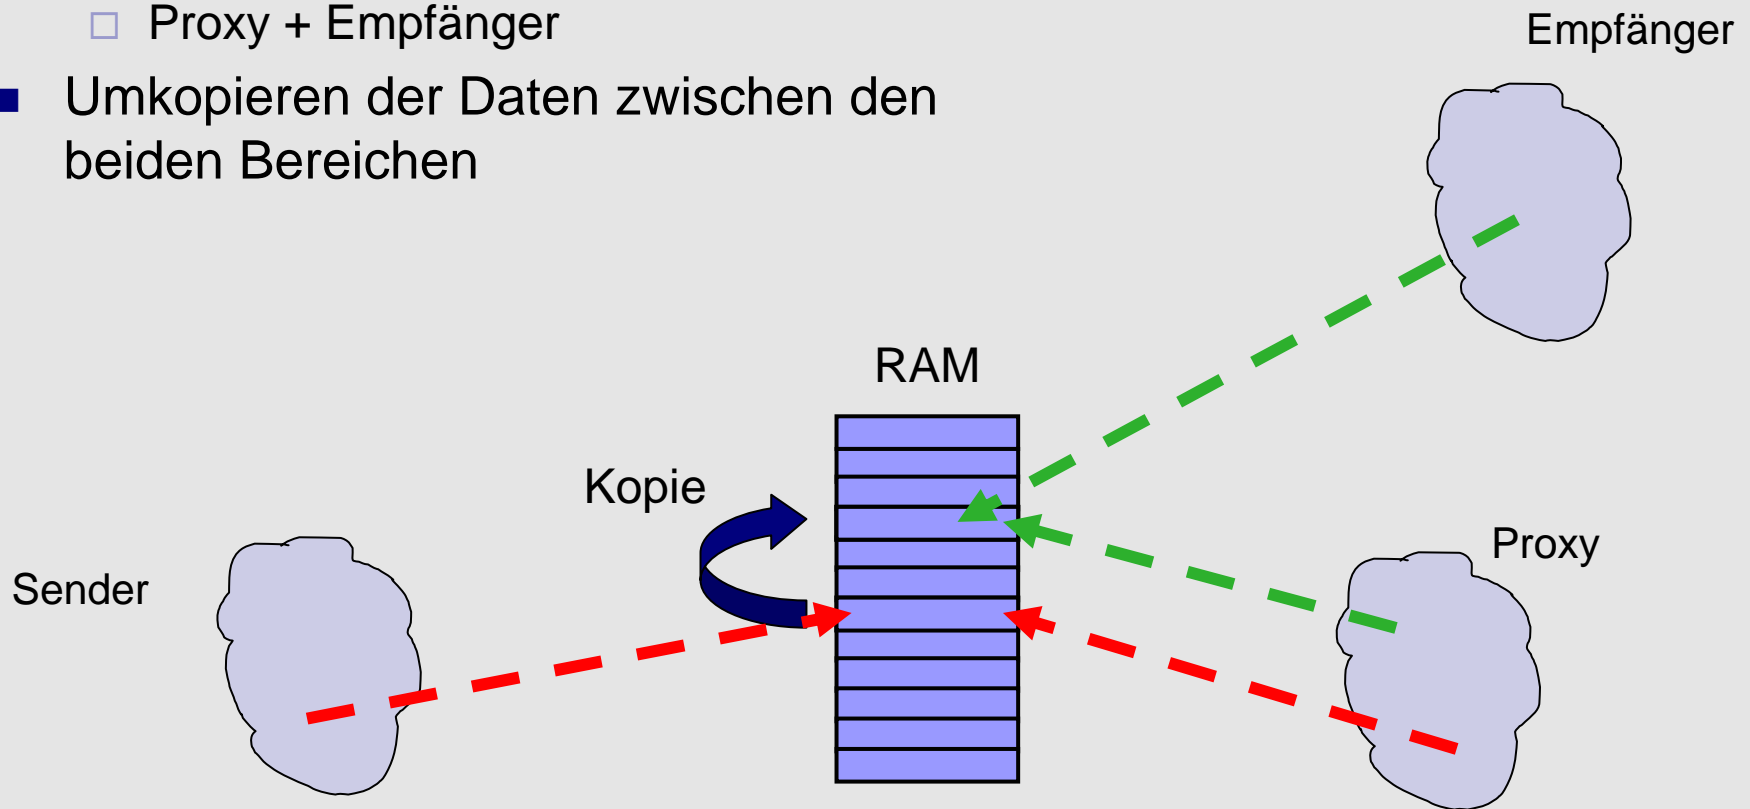 Proxy + Empfänger
Umkopieren der Daten zwischen den
beiden Bereichen
Empfänger
RAM
Kopie
Proxy
Sender